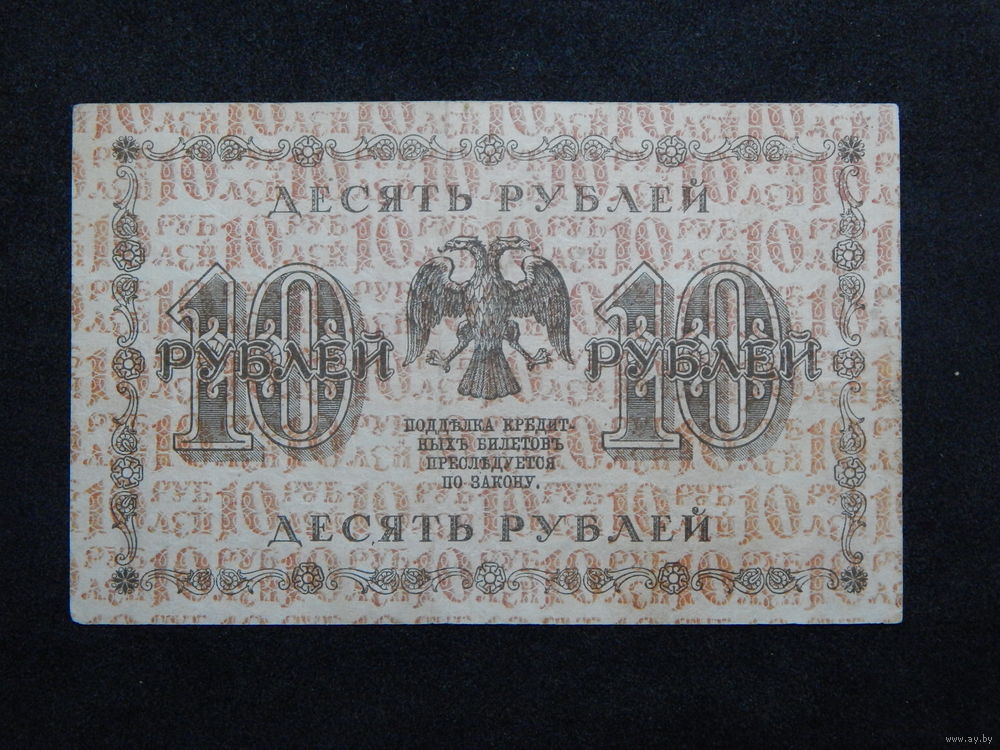 ДЕСЯТЬ РУБЛЕЙ
10 РУБЛЕЙ
10 РУБЛЕЙ
ПОДДѢЛКА КРЕДИТ-
НЫХЪ БИЛЕТОВЪ
ПРЕСЛѢДУЕТСЯ
ПО ЗАКОНУ.
ДЕСЯТЬ РУБЛЕЙ
www.ay.by